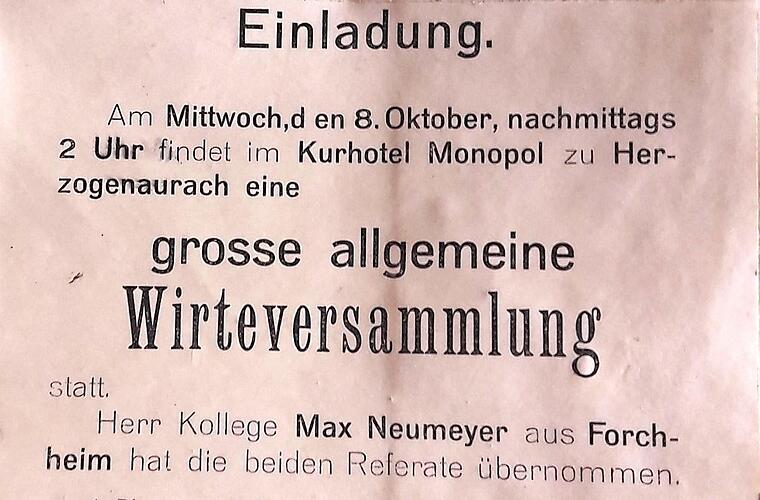 Einladung.
Am Mittwoch,d en 8. Oktober, nachmittags
2 Uhr findet im Kurhotel Monopol zu Her-
zogenaurach eine
grosse allgemeine
Wirteversammlung
statt.
Herr Kollege Max Neumeyer aus Forch-
heim hat die beiden Referate übernommen.